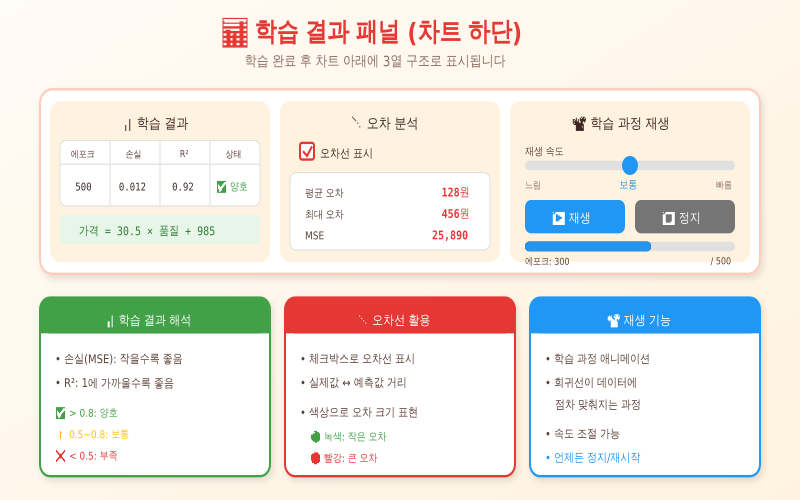 학습 결과 패널 (차트 하단)
학습 완료 후 차트 아래에 3열 구조로 표시됩니다
학습 결과
에포크 손실 R² 상태
500 0.012 0.92 양호
가격 = 30.5 × 품질 + 985
오차 분석
오차선 표시
평균 오차 128원
최대 오차 456원
MSE 25,890
학습 과정 재생
재생 속도
느림 보통 빠름
재생 정지
에포크: 300 / 500
학습 결과 해석
• 손실(MSE): 작을수록 좋음
• R²: 1에 가까울수록 좋음
> 0.8: 양호
0.5~0.8: 보통
< 0.5: 부족
오차선 활용
• 체크박스로 오차선 표시
• 실제값 ↔ 예측값 거리
• 색상으로 오차 크기 표현
녹색: 작은 오차
빨강: 큰 오차
재생 기능
• 학습 과정 애니메이션
• 회귀선이 데이터에
점차 맞춰지는 과정
• 속도 조절 가능
• 언제든 정지/재시작